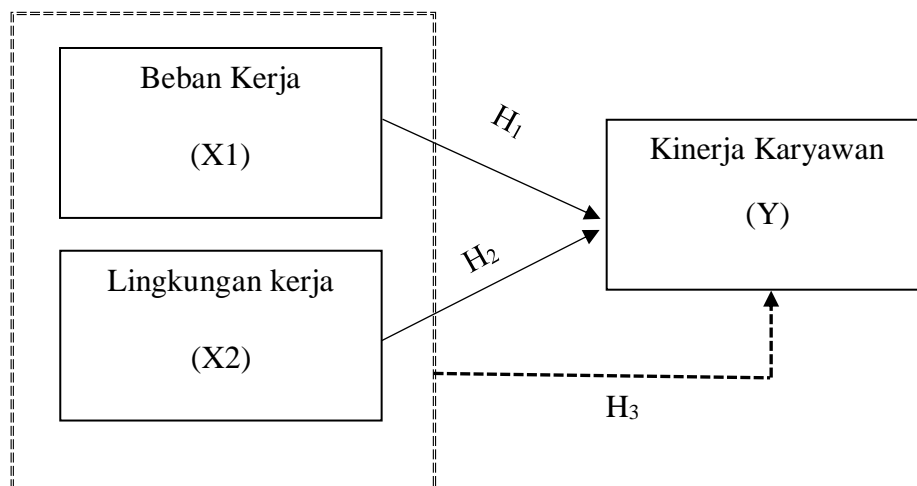 Beban Kerja
(X1)
H₁
Kinerja Karyawan
(Y)
Lingkungan kerja
(X2)
H₂
H₃